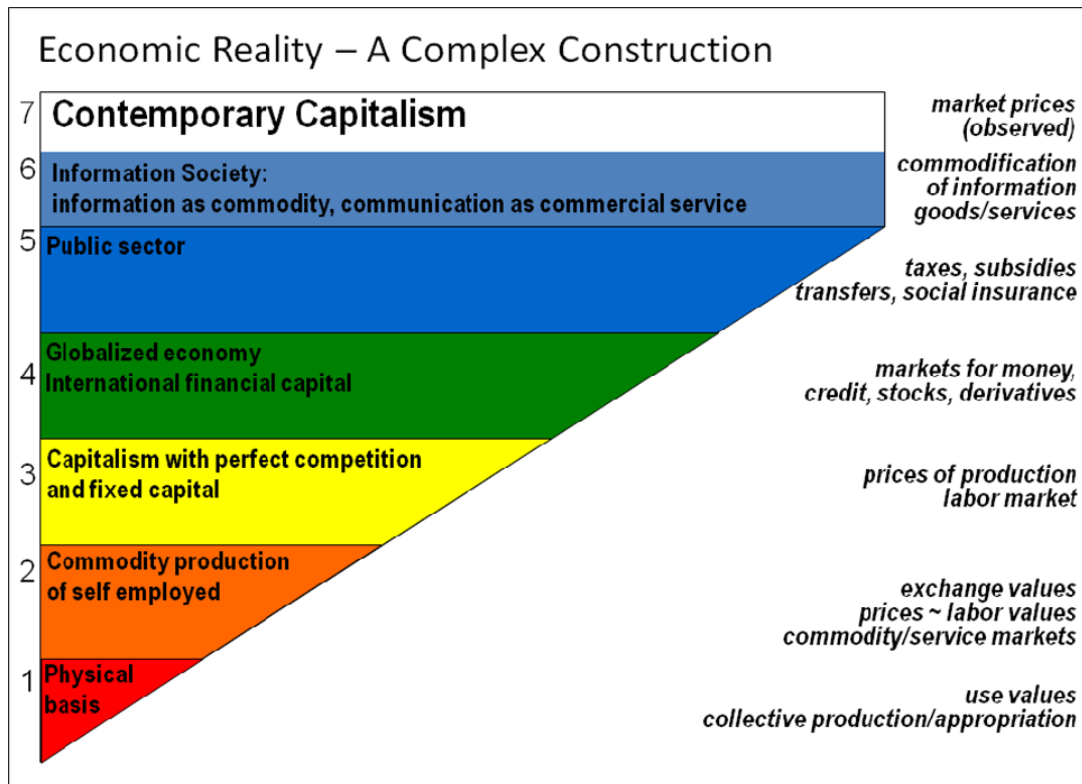 Economic Reality – A Complex Construction
7
Contemporary Capitalism
market prices
(observed)
6
Information Society:
information as commodity, communication as commercial service
commodification
of information
goods/services
5
Public sector
taxes, subsidies
transfers, social insurance
4
Globalized economy
International financial capital
markets for money,
credit, stocks, derivatives
3
Capitalism with perfect competition
and fixed capital
prices of production
labor market
2
Commodity production
of self employed
exchange values
prices ~ labor values
commodity/service markets
1
Physical
basis
use values
collective production/appropriation